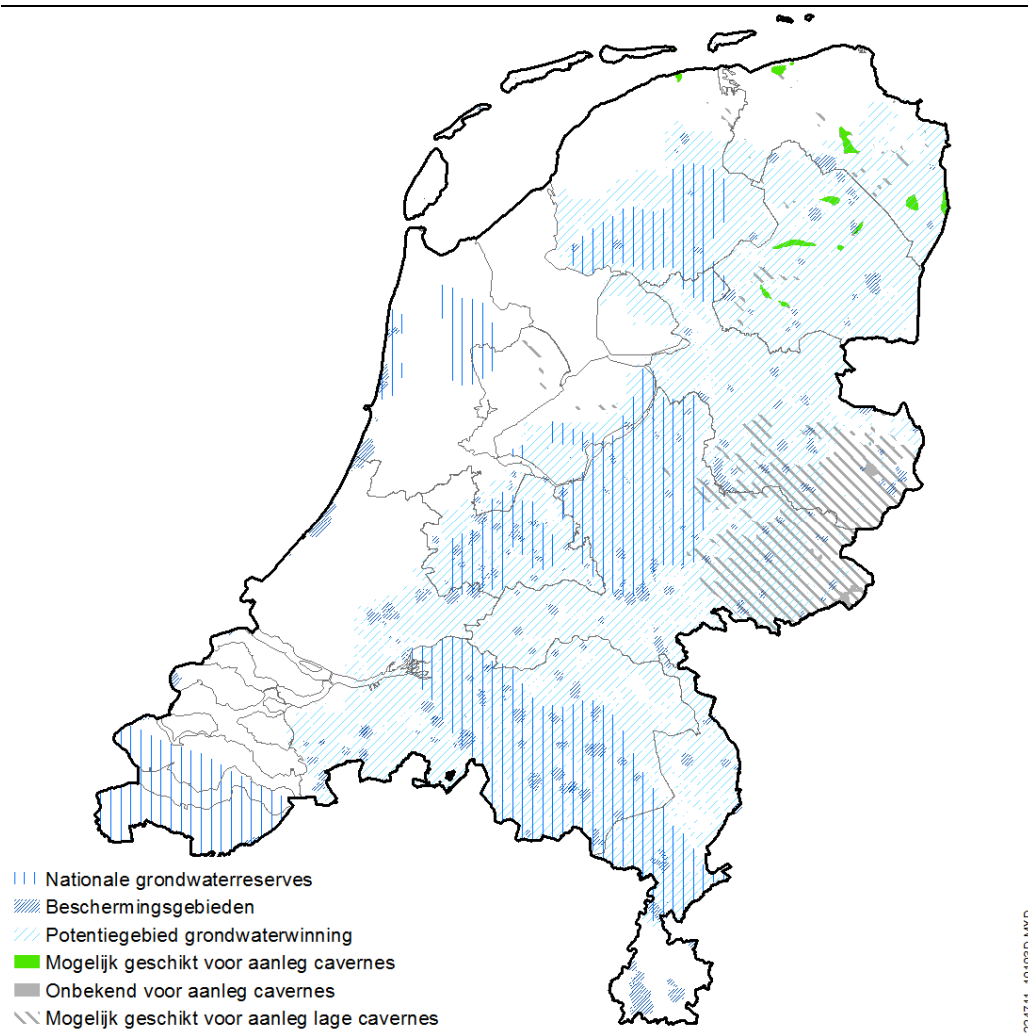 Nationale grondwaterreserves
Beschermingsgebieden
Potentiegebied grondwaterwinning
Mogelijk geschikt voor aanleg cavernes
Onbekend voor aanleg cavernes
Mogelijk geschikt voor aanleg lage cavernes